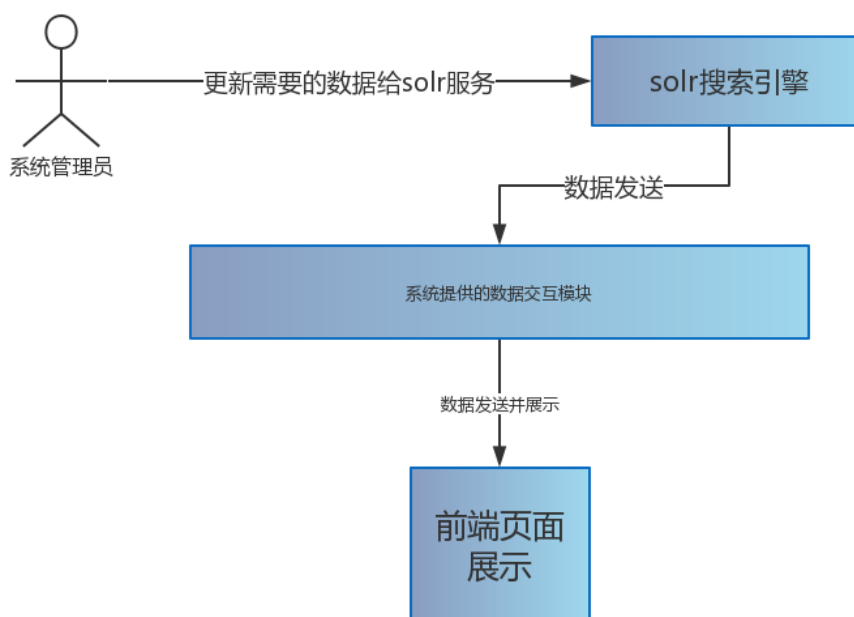 更新需要的数据给solr服务
solr搜索引擎
系统管理员
数据发送
系统提供的数据交互模块
数据发送并展示
前端页面
展示